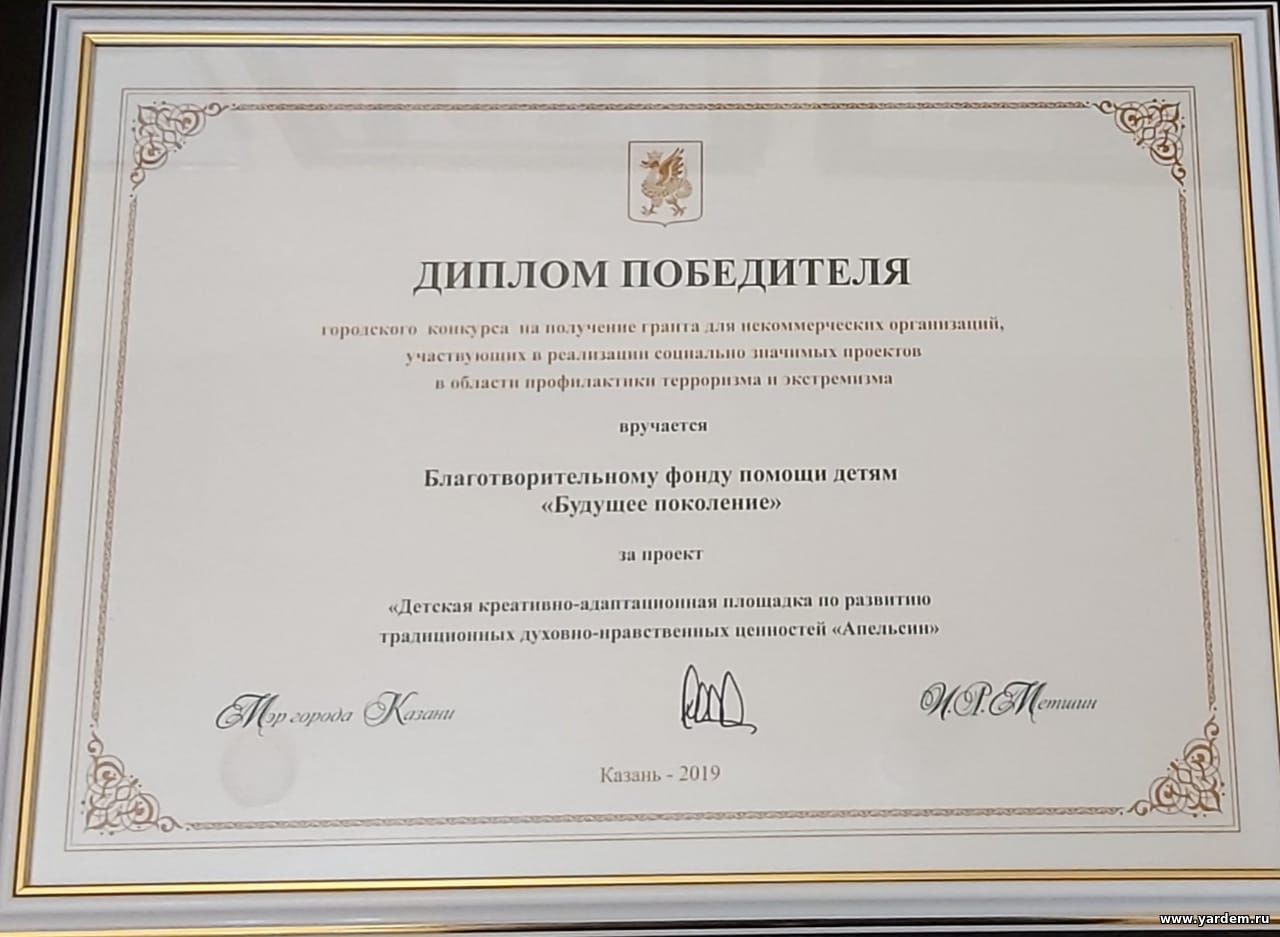 ДИПЛОМ ПОБЕДИТЕЛЯ
городского конкурса на получение гранта для некоммерческих организаций,
участвующих в реализации социально значимых проектов
в области профилактики терроризма и экстремизма
вручается
Благотворительному фонду помощи детям
«Будущее поколение»
за проект
«Детская креативно-адаптационная площадка по развитию
традиционных духовно-нравственных ценностей «Апельсин»
Мэр города Казани И.Р.Метшин
Казань - 2019
www.yardem.ru